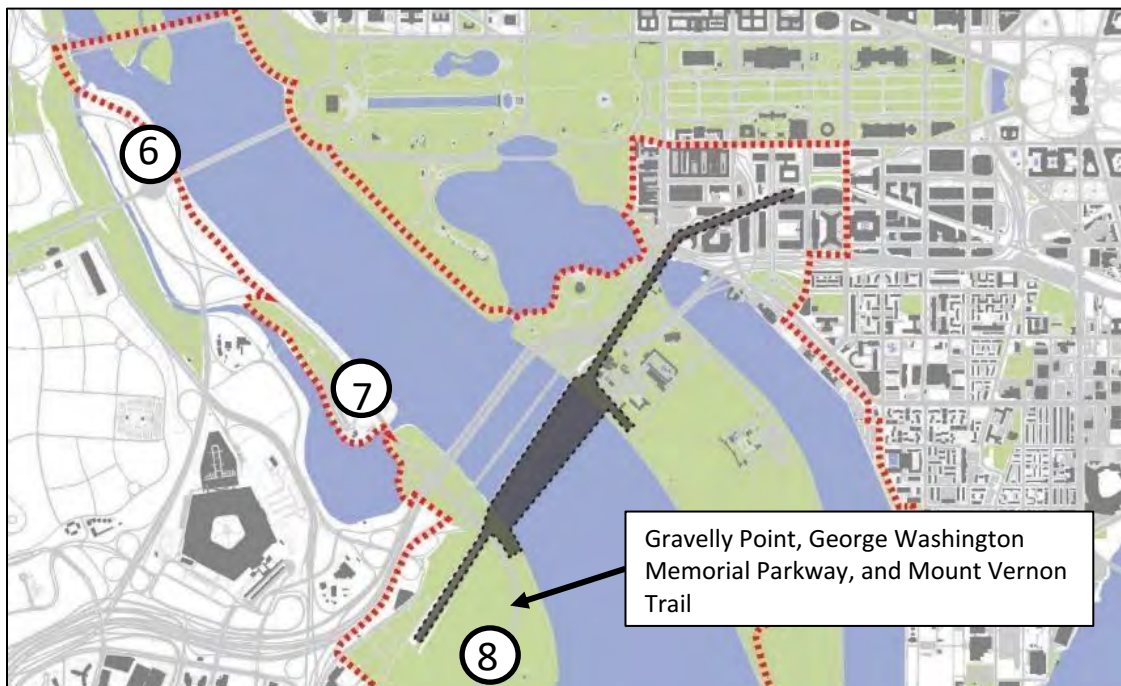 6
7
Gravelly Point, George Washington
Memorial Parkway, and Mount Vernon
Trail
8